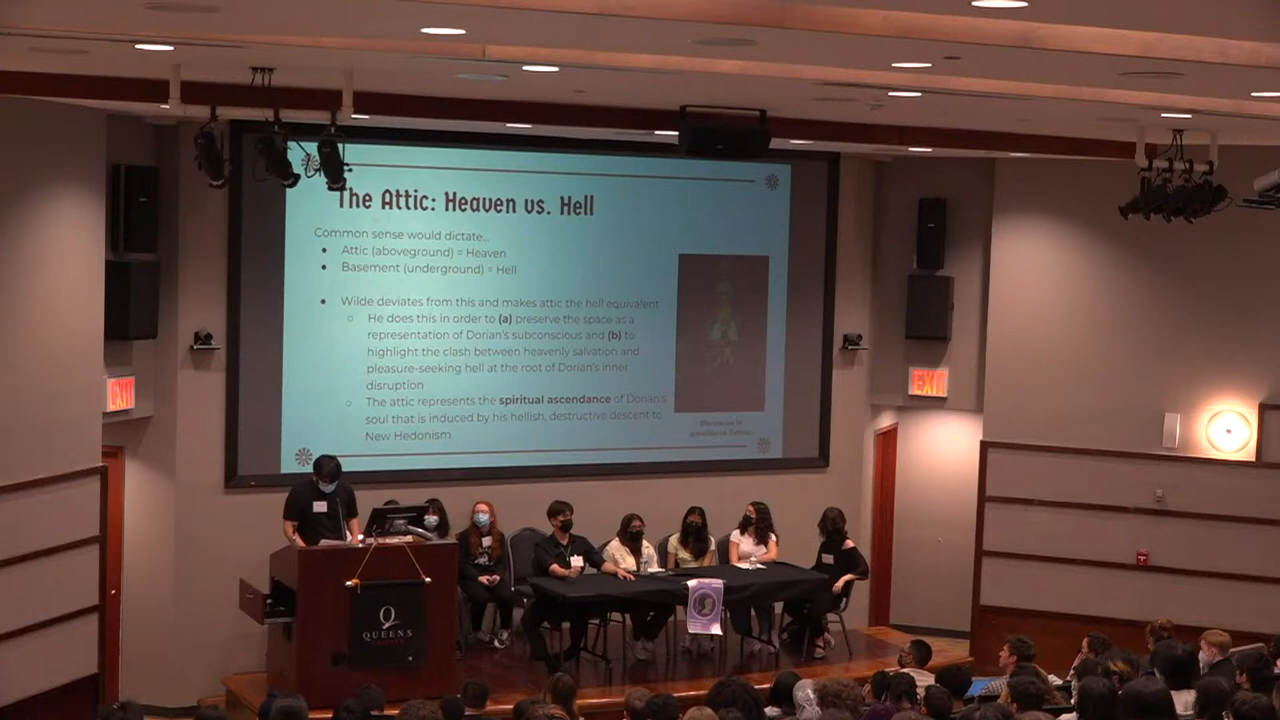 The Attic: Heaven vs. Hell
Common sense would dictate...
• Attic (aboveground) = Heaven
• Basement (underground) = Hell
• Wilde deviates from this and makes attic the hell equivalent
○ He does this in order to (a) preserve the space as a
representation of Dorian's subconscious and (b) to
highlight the clash between heavenly salvation and
pleasure-seeking hell at the root of Dorian's inner
disruption
○ The attic represents the spiritual ascendance of Dorian's
soul that is induced by his hellish, destructive descent to
New Hedonism
EXIT
EXIT
Q
QUEENS